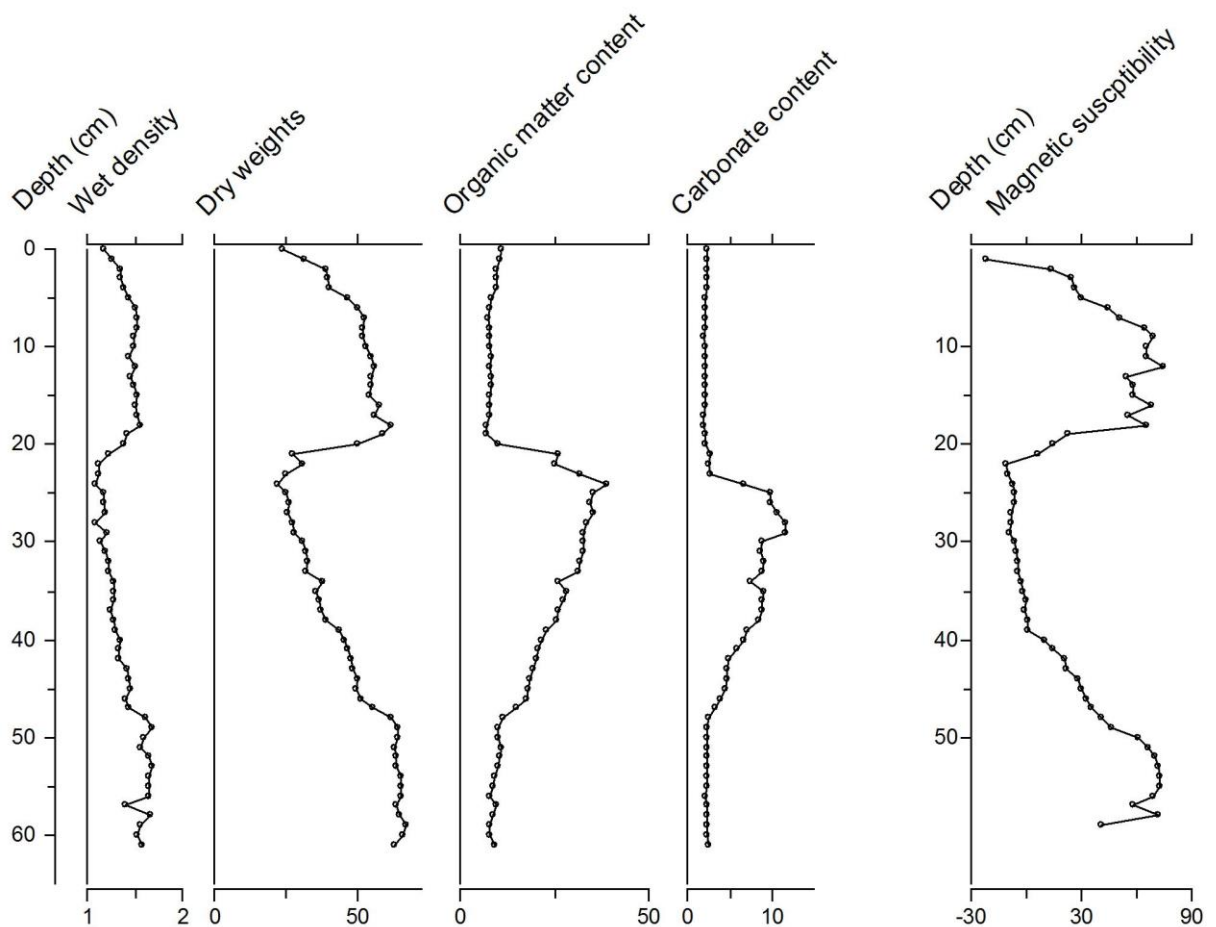 Depth (cm)
Wet density
Dry weights
Organic matter content
Carbonate content
Depth (cm)
Magnetic suscptibility
0
10
20
30
40
50
60
10
20
30
40
50
1 2
0 50
0 50
0 10
-30 30 90